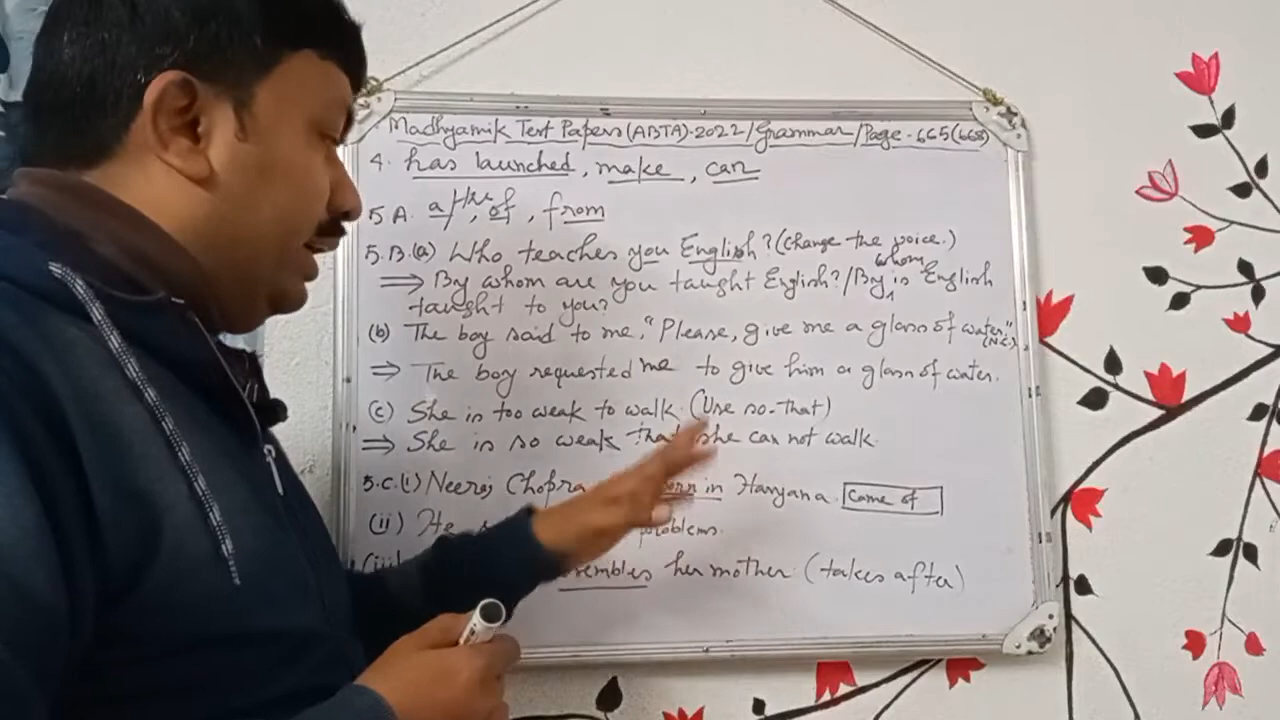 Madhyamik Test Papers (ABTA)-2022/Grammar/Page-665(668)
4. has launched, make, can
5 A. a/the, of, from
5.B.(a) Who teaches you English? (Change the voice.)
⇒ By whom are you taught English?/By whom is English
taught to you?
(b) The boy said to me, "Please, give me a glass of water." (N.C.)
⇒ The boy requested me to give him a glass of water.
(c) She is too weak to walk. (Use so-that)
⇒ She is so weak that she can not walk.
5.C.(i) Neeraj Chopra in Haryana. Came of
(ii) He problems.
her mother. (takes after)